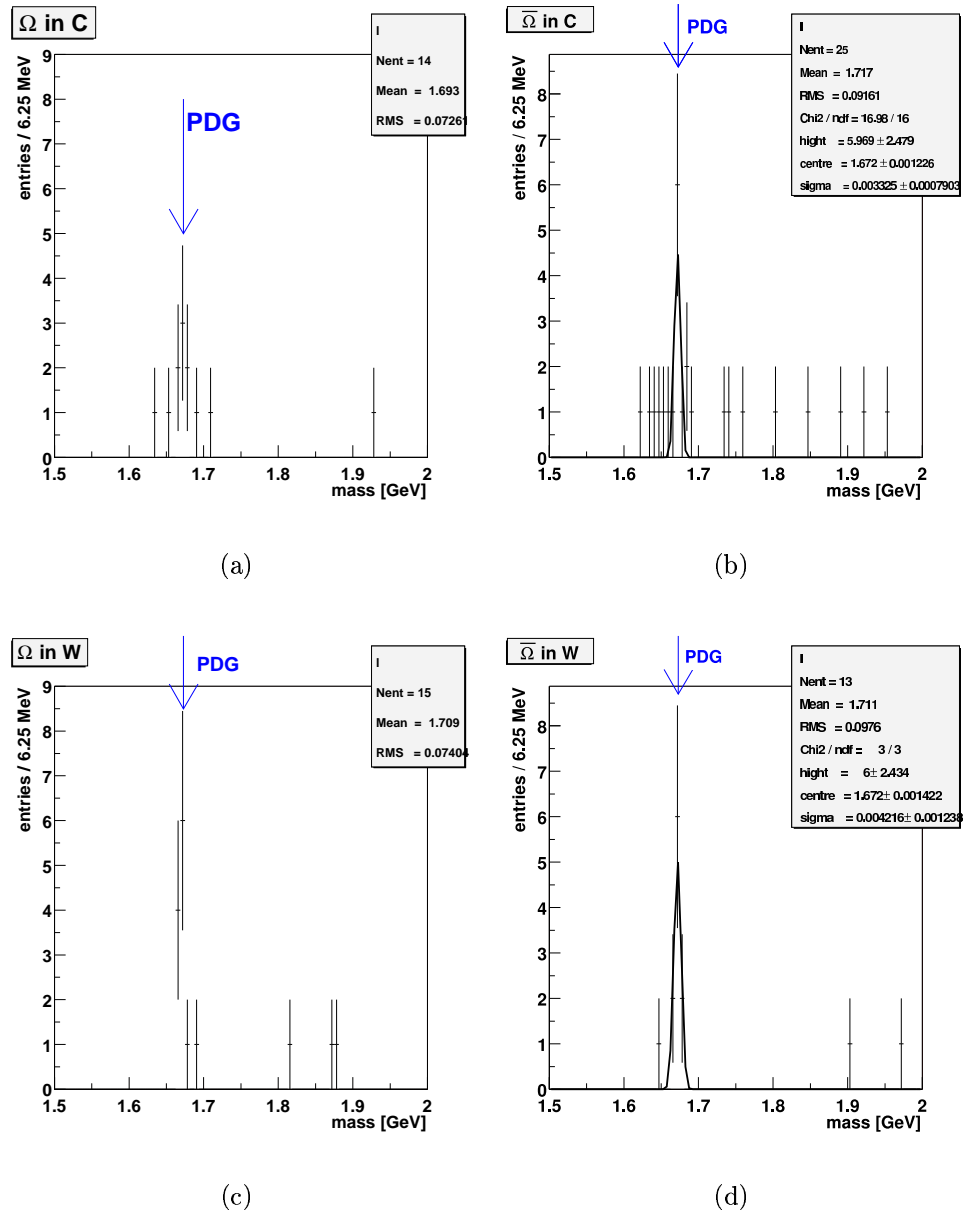 Ω in C
I
Nent = 14
Mean = 1.693
RMS = 0.07261
PDG
entries / 6.25 MeV
9
8
7
6
5
4
3
2
1
0
1.5 1.6 1.7 1.8 1.9 2
mass [GeV]
(a)
Ω̅ in C
PDG
I
Nent = 25
Mean = 1.717
RMS = 0.09161
Chi2 / ndf = 16.98 / 16
hight = 5.969 ± 2.479
centre = 1.672 ± 0.001226
sigma = 0.003325 ± 0.0007903
entries / 6.25 MeV
8
7
6
5
4
3
2
1
0
1.5 1.6 1.7 1.8 1.9 2
mass [GeV]
(b)
Ω in W
PDG
I
Nent = 15
Mean = 1.709
RMS = 0.07404
entries / 6.25 MeV
9
8
7
6
5
4
3
2
1
0
1.5 1.6 1.7 1.8 1.9 2
mass [GeV]
(c)
Ω̅ in W
PDG
I
Nent = 13
Mean = 1.711
RMS = 0.0976
Chi2 / ndf = 3 / 3
hight = 6 ± 2.434
centre = 1.672 ± 0.001422
sigma = 0.004216 ± 0.001238
entries / 6.25 MeV
8
7
6
5
4
3
2
1
0
1.5 1.6 1.7 1.8 1.9 2
mass [GeV]
(d)